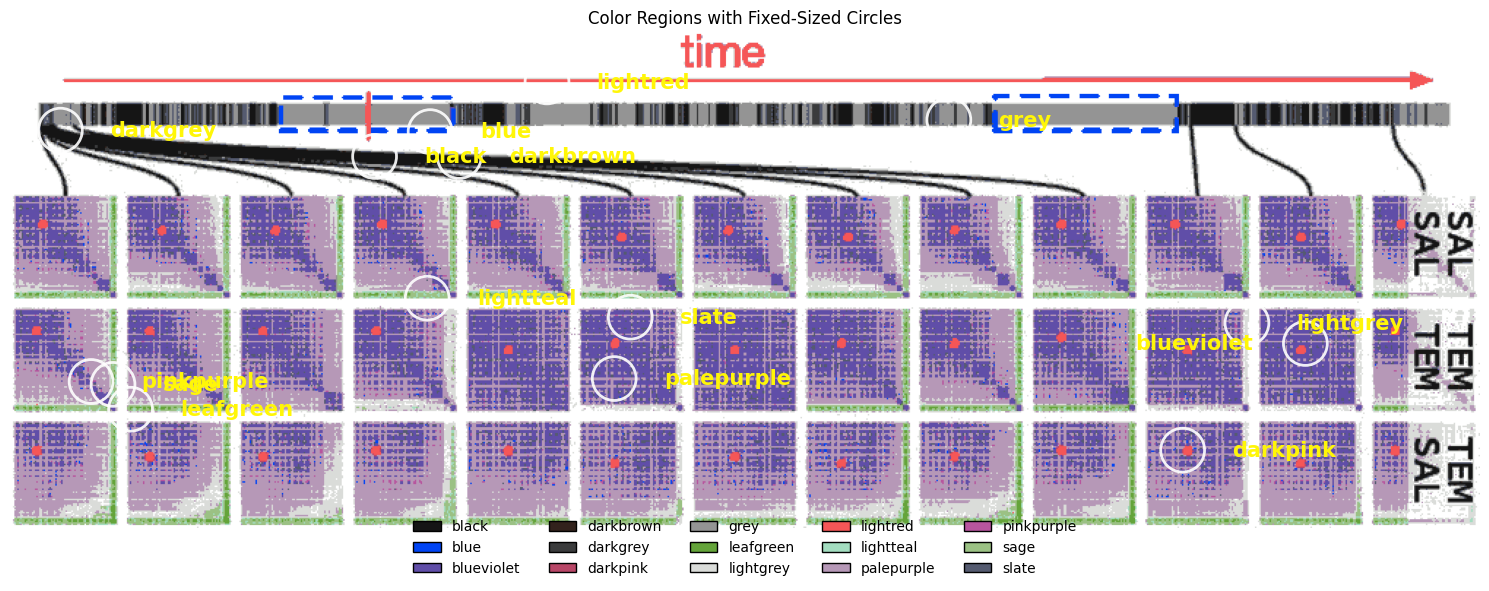 Color Regions with Fixed-Sized Circles
time
lightred
darkgrey
blue
grey
black
darkbrown
SAL
SAL
lightteal
slate
blueviolet
lightgrey
TEM
TEM
pinkpurple
sage
palepurple
leafgreen
darkpink
TEM
SAL
black
darkbrown
grey
lightred
pinkpurple
blue
darkgrey
leafgreen
lightteal
sage
blueviolet
darkpink
lightgrey
palepurple
slate